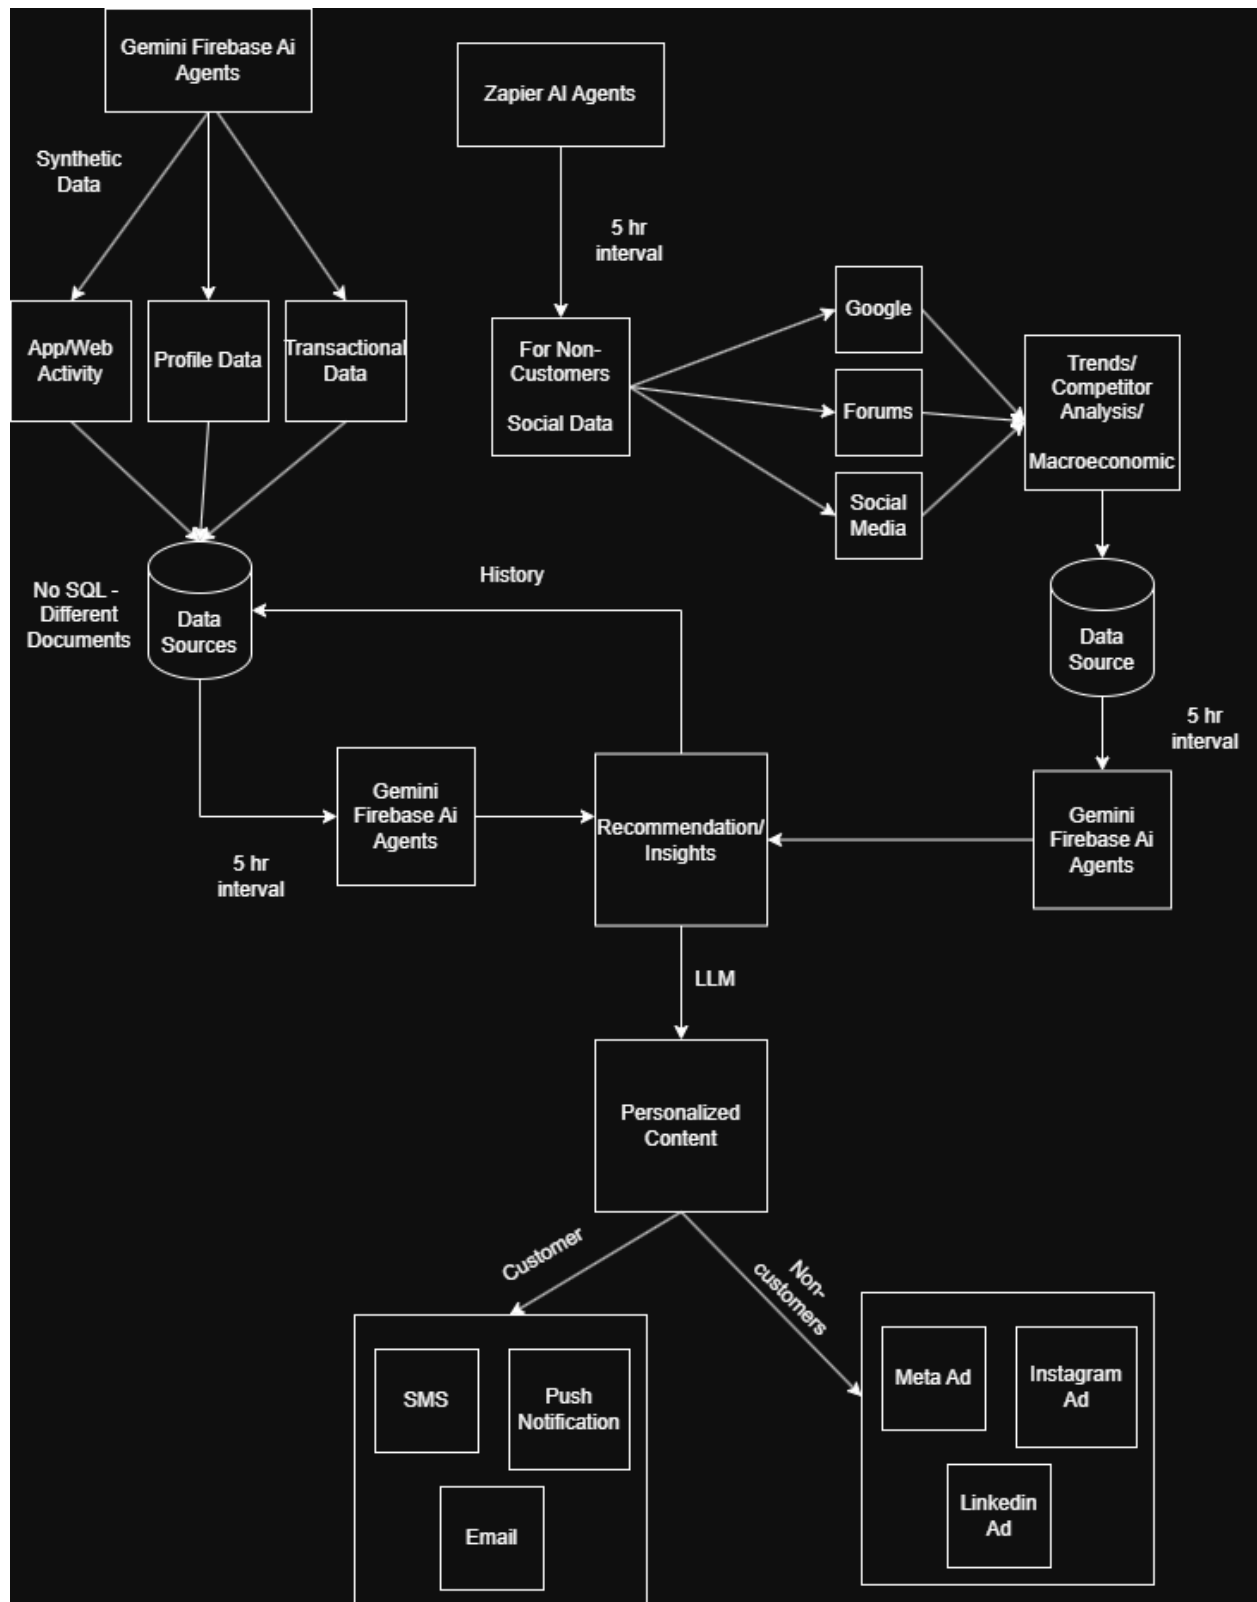 Gemini Firebase Ai
Agents
Zapier AI Agents
Synthetic
Data
5 hr
interval
App/Web
Activity
Profile Data
Transactional
Data
For Non-
Customers
Social Data
Google
Forums
Social
Media
Trends/
Competitor
Analysis/
Macroeconomic
No SQL -
Different
Documents
Data
Sources
History
Data
Source
5 hr
interval
Gemini
Firebase Ai
Agents
5 hr
interval
Recommendation/
Insights
Gemini
Firebase Ai
Agents
LLM
Personalized
Content
Customer
Non-
customers
SMS
Push
Notification
Email
Meta Ad
Instagram
Ad
Linkedin
Ad